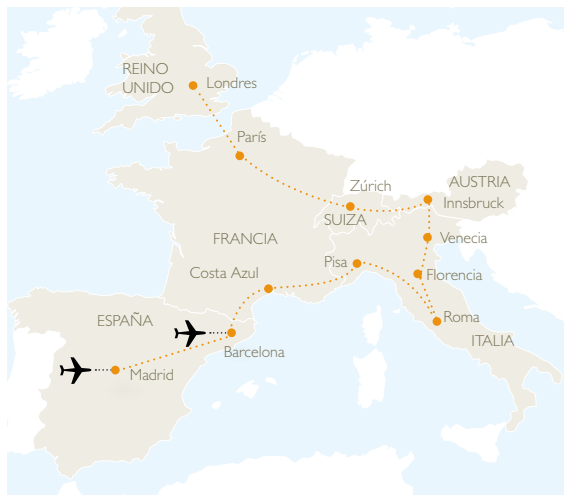 REINO
UNIDO
Londres
París
Zúrich
AUSTRIA
Innsbruck
SUIZA
FRANCIA
Venecia
Pisa
Costa Azul
Florencia
ESPAÑA
Roma
ITALIA
Barcelona
Madrid